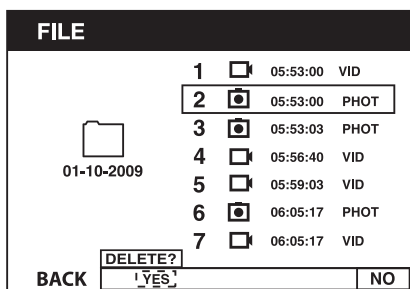 FILE
1 05:53:00 VID
2 05:53:00 PHOT
3 05:53:03 PHOT
01-10-2009
4 05:56:40 VID
5 05:59:03 VID
6 06:05:17 PHOT
7 06:05:17 VID
DELETE?
BACK YES NO